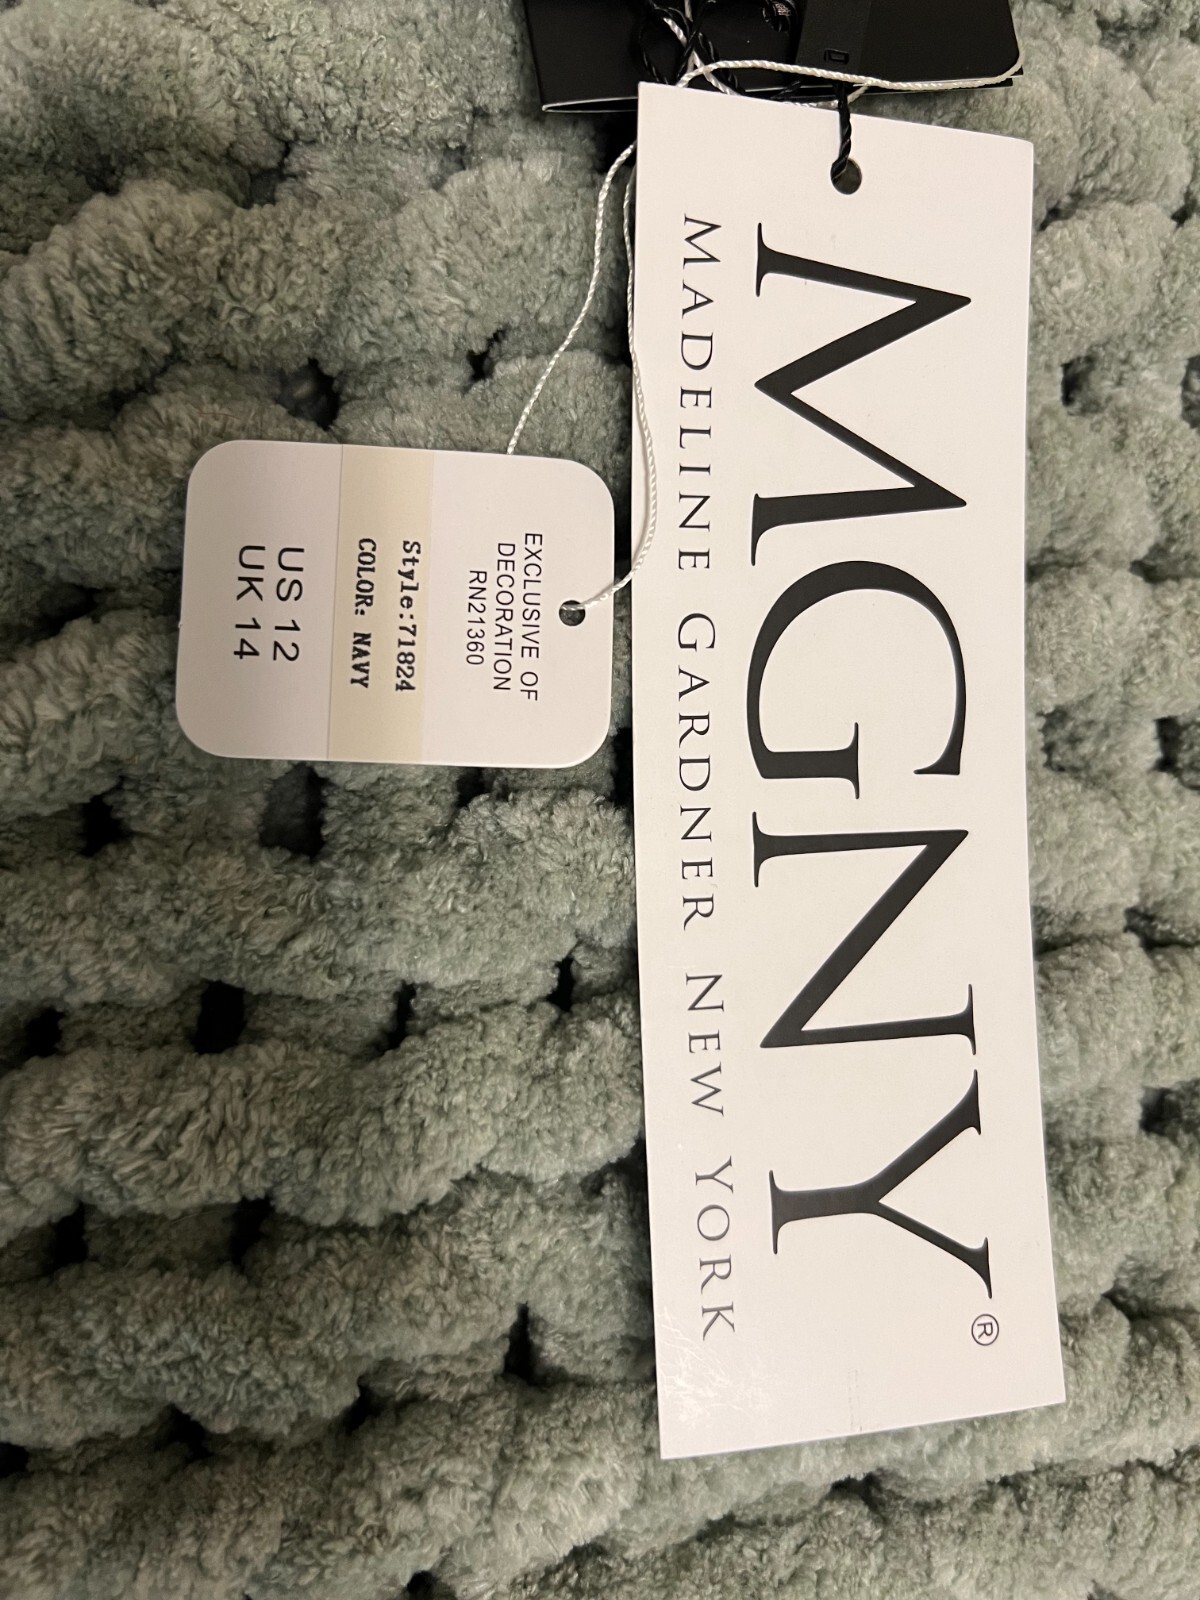 MGNY®
MADELINE GARDNER NEW YORK
EXCLUSIVE OF
DECORATION
RN21360
Style:71824
COLOR: NAVY
US 12
UK 14